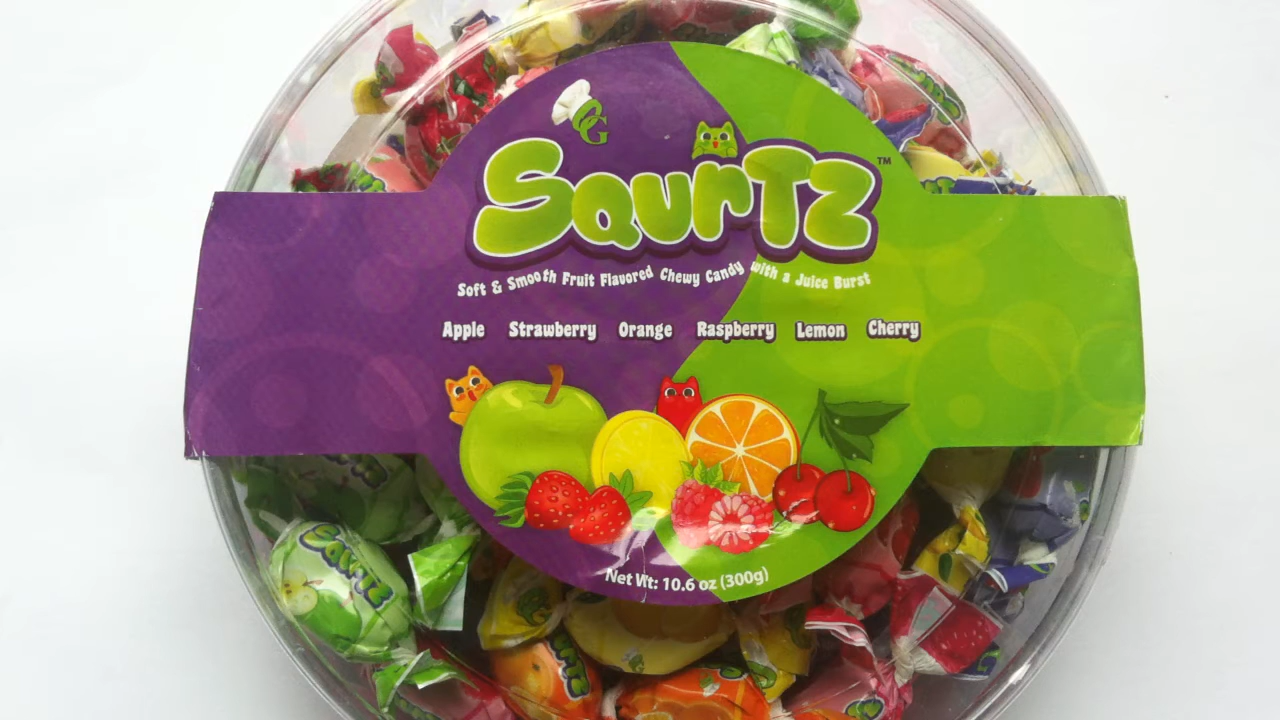 CG
SqurTz™
Soft & Smooth Fruit Flavored Chewy Candy with a Juice Burst
Apple Strawberry Orange Raspberry Lemon Cherry
Net Wt: 10.6 oz (300g)
SqurTz